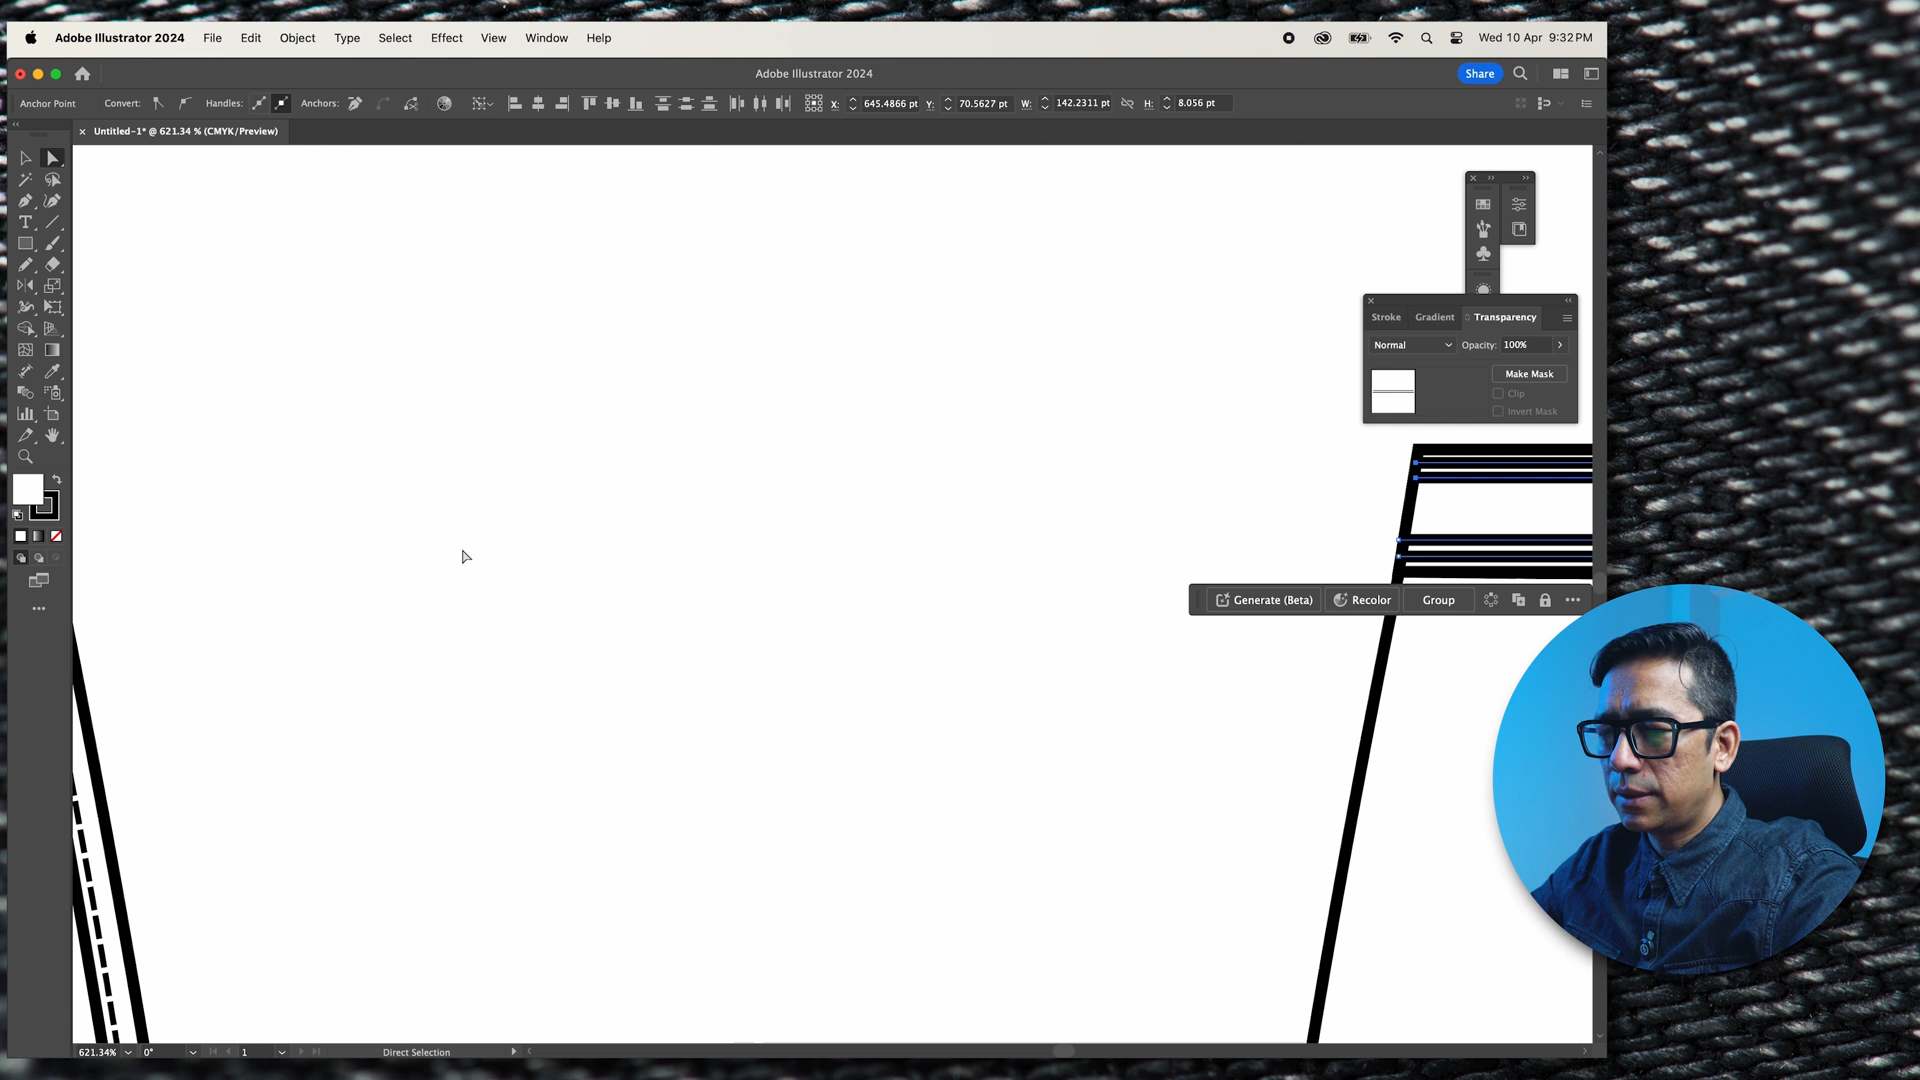 Adobe Illustrator 2024 File Edit Object Type Select Effect View Window Help Wed 10 Apr 9:32 PM
Adobe Illustrator 2024 Share
Anchor Point Convert: Handles: Anchors: X: 645.4866 pt Y: 70.5627 pt W: 142.2311 pt H: 8.056 pt
Untitled-1* @ 621.34 % (CMYK/Preview)
Stroke Gradient Transparency
Normal Opacity: 100%
Make Mask
Clip
Invert Mask
Generate (Beta) Recolor Group
621.34% 0° 1 Direct Selection